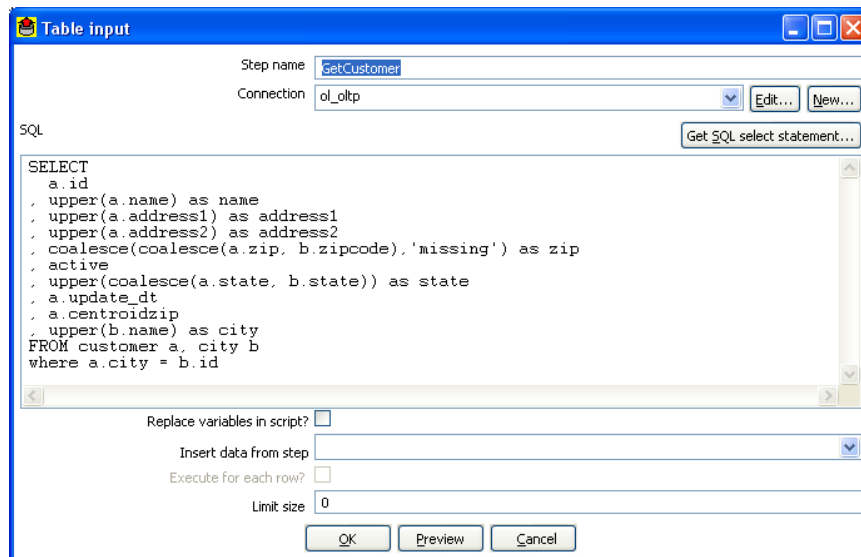 Table input
Step name GetCustomer
Connection ol_oltp Edit... New...
SQL Get SQL select statement...
SELECT
a.id
, upper(a.name) as name
, upper(a.address1) as address1
, upper(a.address2) as address2
, coalesce(coalesce(a.zip, b.zipcode),'missing') as zip
, active
, upper(coalesce(a.state, b.state)) as state
, a.update_dt
, a.centroidzip
, upper(b.name) as city
FROM customer a, city b
where a.city = b.id
Replace variables in script?
Insert data from step
Execute for each row?
Limit size 0
OK Preview Cancel